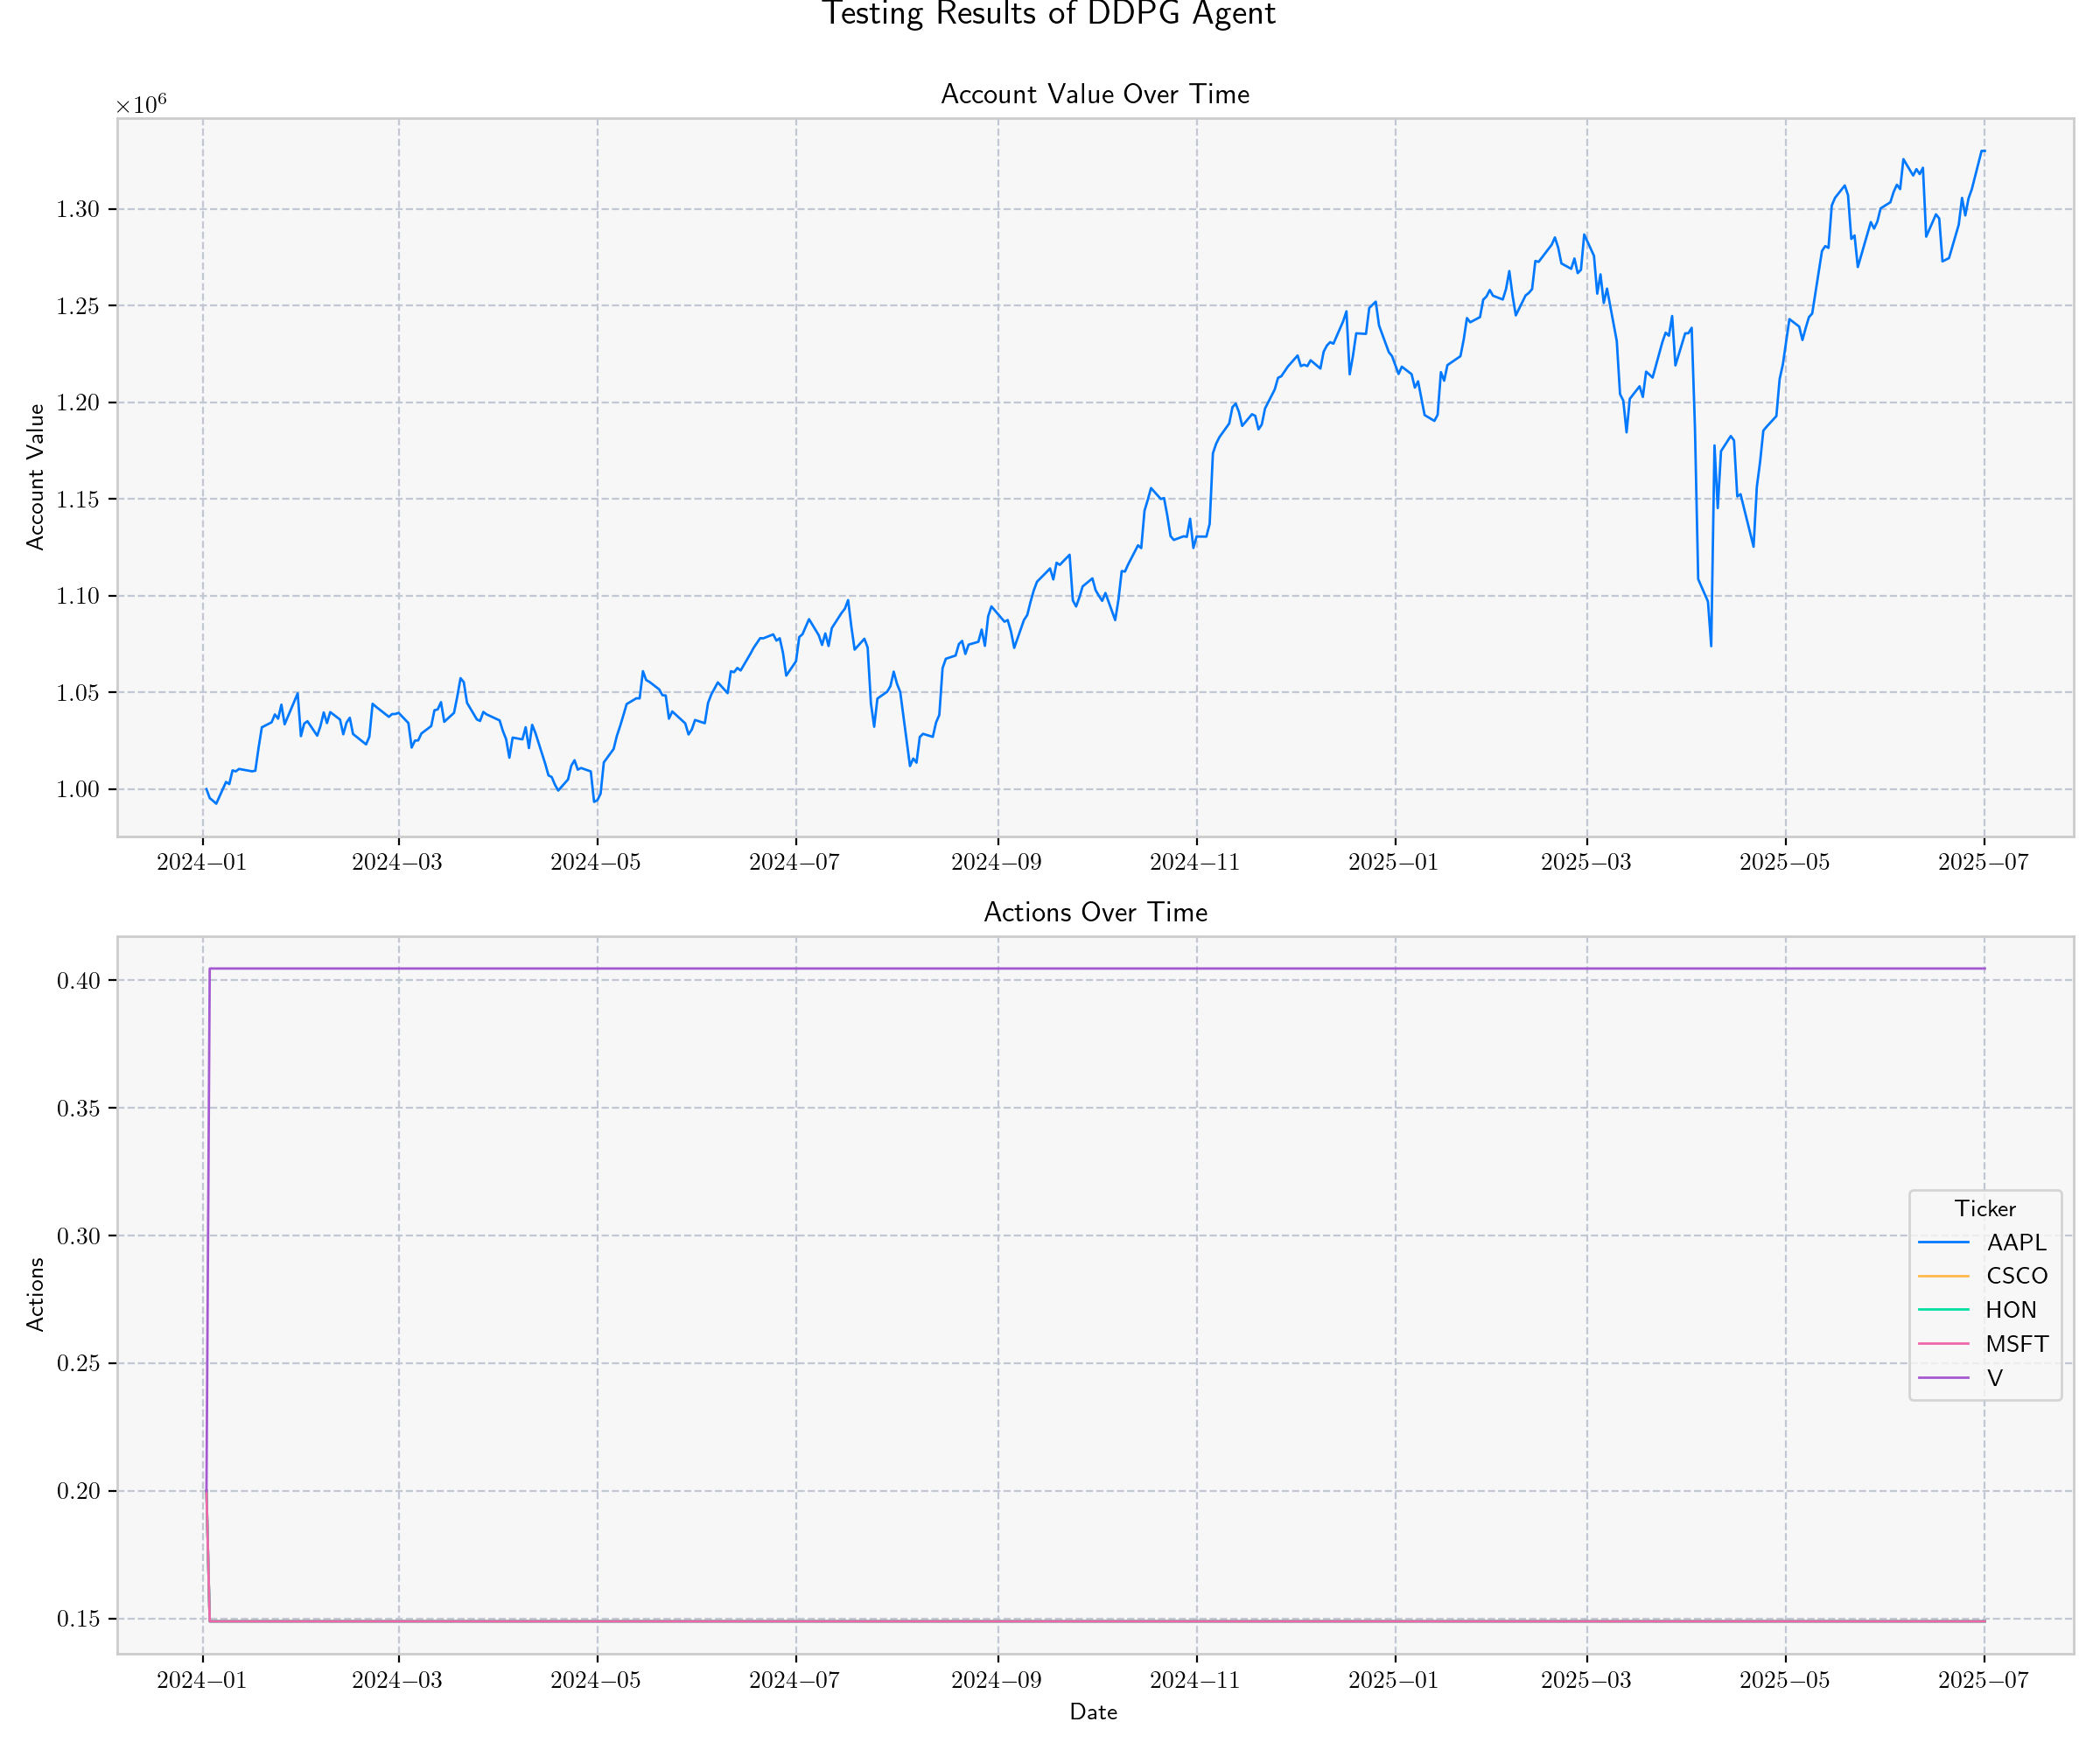 Testing Results of DDPG Agent
Account Value Over Time
×10⁶
Account Value
1.30
1.25
1.20
1.15
1.10
1.05
1.00
2024–01 2024–03 2024–05 2024–07 2024–09 2024–11 2025–01 2025–03 2025–05 2025–07
Actions Over Time
Actions
0.40
0.35
0.30
0.25
0.20
0.15
Ticker
AAPL
CSCO
HON
MSFT
V
2024–01 2024–03 2024–05 2024–07 2024–09 2024–11 2025–01 2025–03 2025–05 2025–07
Date